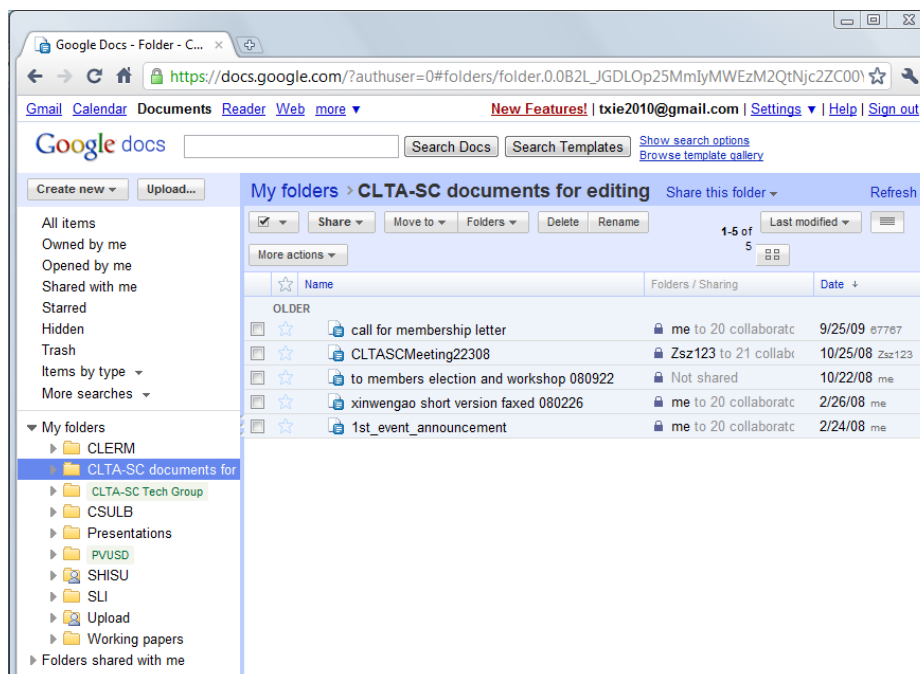 Google Docs - Folder - C...
https://docs.google.com/?authuser=0#folders/folder.0.0B2L_JGDLOp25MmIyMWEzM2QtNjc2ZC00
Gmail Calendar Documents Reader Web more ▼ New Features! | txie2010@gmail.com | Settings ▼ | Help | Sign out
Google docs Search Docs Search Templates Show search options
Browse template gallery
Create new Upload... My folders › CLTA-SC documents for editing Share this folder Refresh
All items
Owned by me
Opened by me
Shared with me
Starred
Hidden
Trash
Items by type
More searches
My folders
CLERM
CLTA-SC documents for
CLTA-SC Tech Group
CSULB
Presentations
PVUSD
SHISU
SLI
Upload
Working papers
Folders shared with me
Share Move to Folders Delete Rename 1-5 of 5 Last modified
More actions
Name Folders / Sharing Date
OLDER
call for membership letter me to 20 collaboratc 9/25/09 67767
CLTASCMeeting22308 Zsz123 to 21 collabc 10/25/08 Zsz123
to members election and workshop 080922 Not shared 10/22/08 me
xinwengao short version faxed 080226 me to 20 collaboratc 2/26/08 me
1st_event_announcement me to 20 collaboratc 2/24/08 me